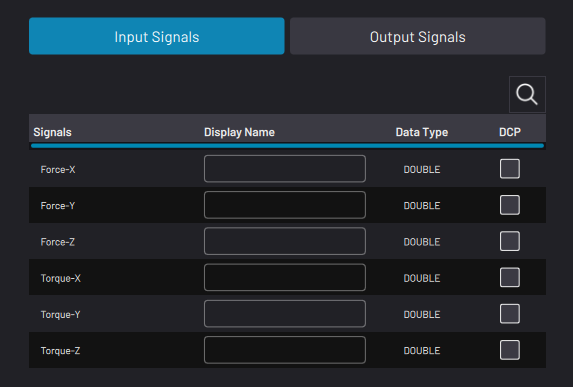 Input Signals Output Signals
Signals Display Name Data Type DCP
Force-X DOUBLE
Force-Y DOUBLE
Force-Z DOUBLE
Torque-X DOUBLE
Torque-Y DOUBLE
Torque-Z DOUBLE